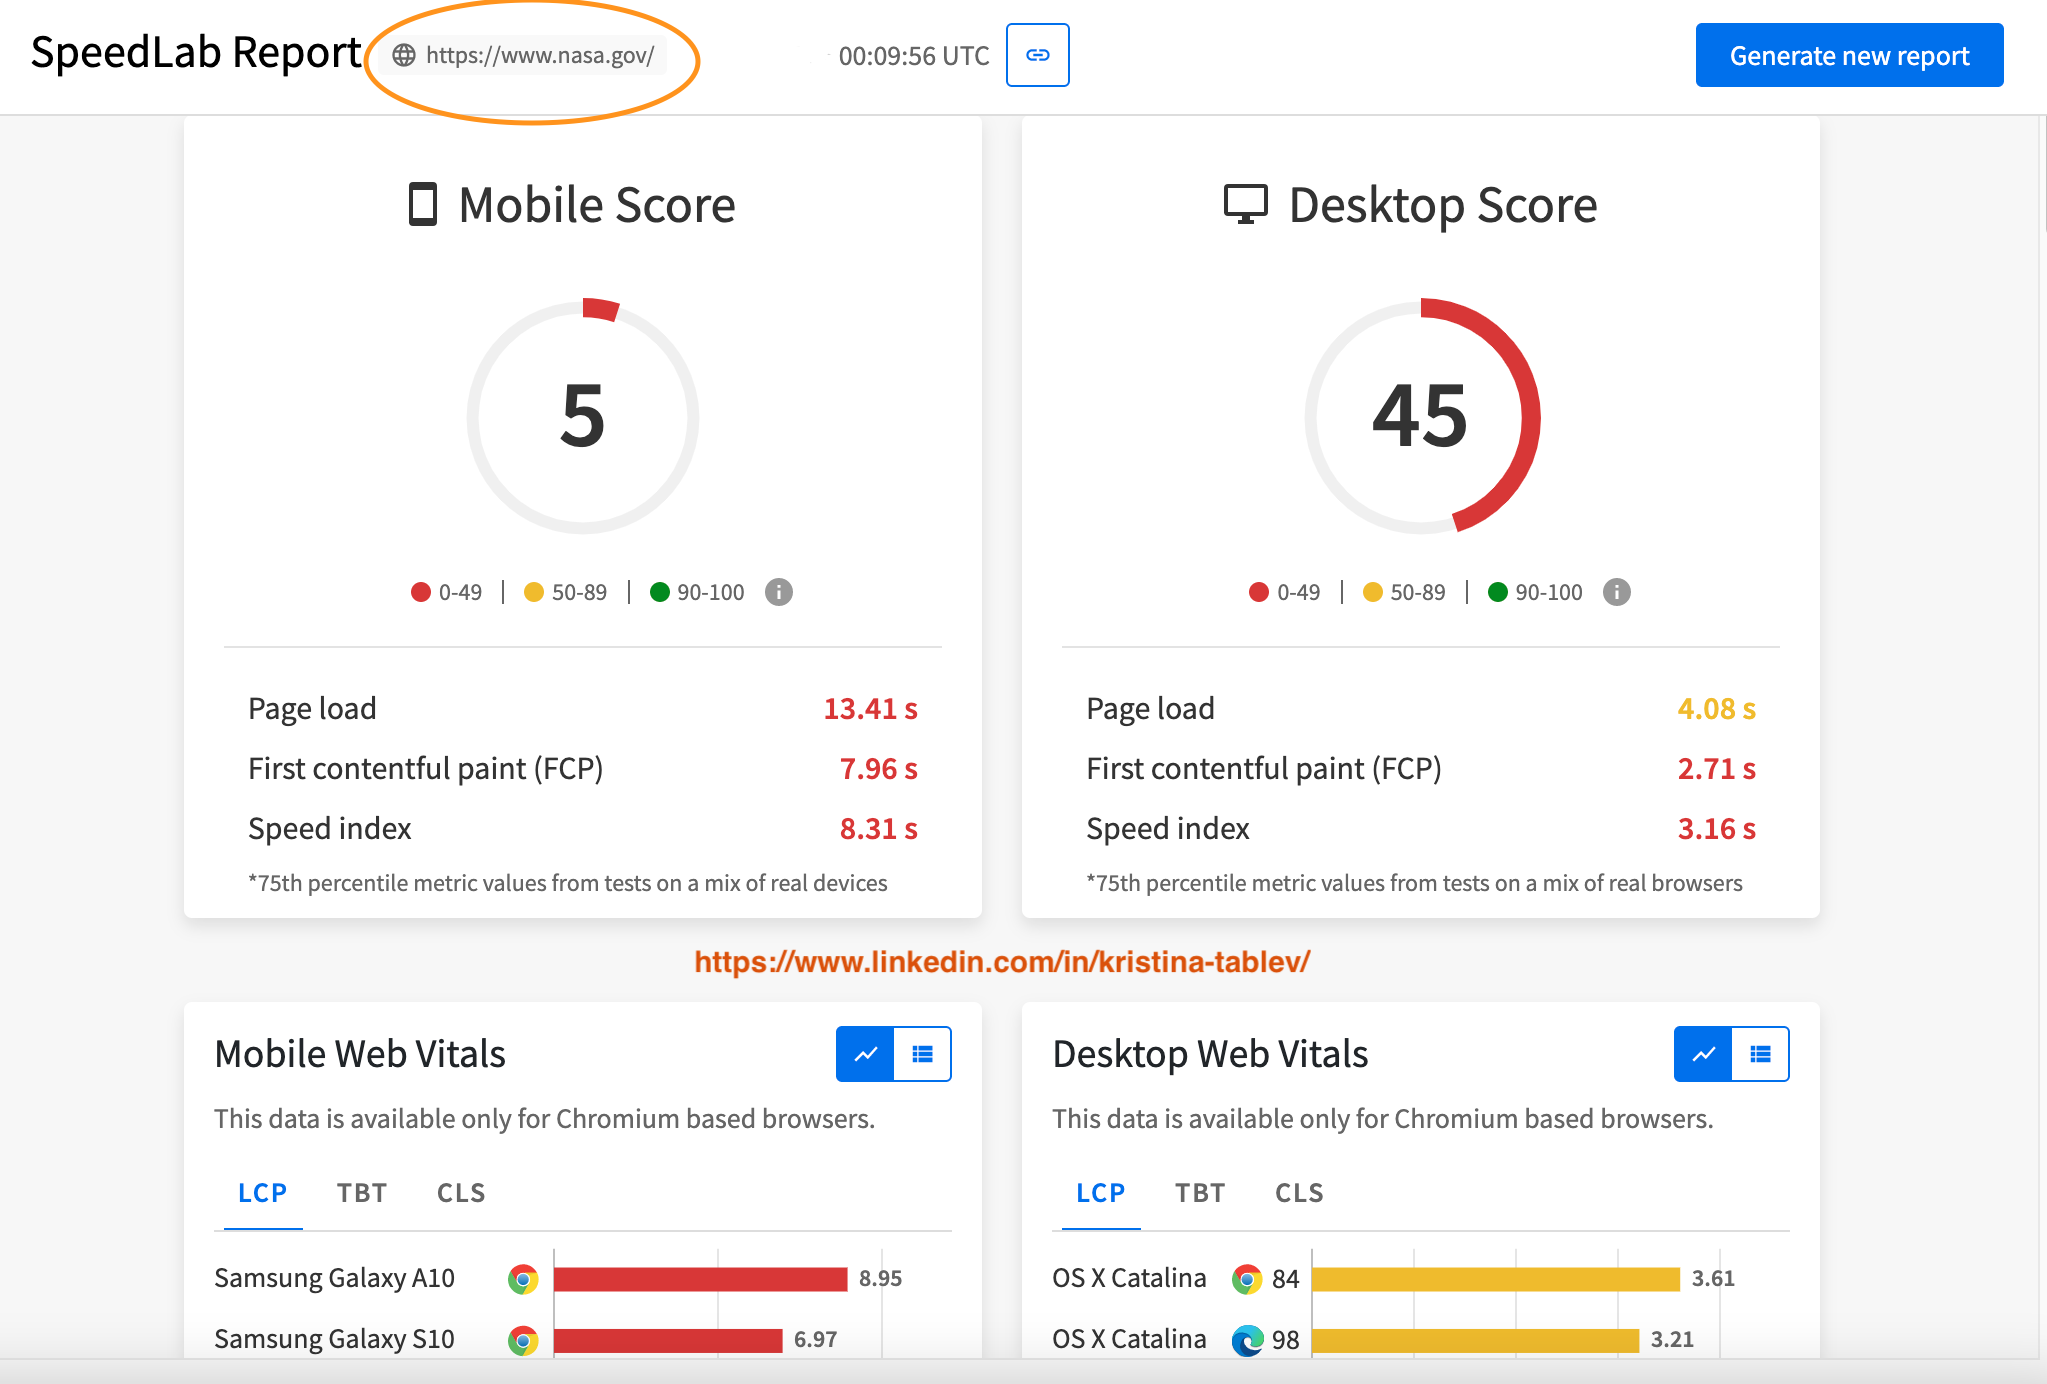 SpeedLab Report https://www.nasa.gov/ 00:09:56 UTC Generate new report
Mobile Score
5
0-49 | 50-89 | 90-100 i
Page load 13.41 s
First contentful paint (FCP) 7.96 s
Speed index 8.31 s
*75th percentile metric values from tests on a mix of real devices
Desktop Score
45
0-49 | 50-89 | 90-100 i
Page load 4.08 s
First contentful paint (FCP) 2.71 s
Speed index 3.16 s
*75th percentile metric values from tests on a mix of real browsers
https://www.linkedin.com/in/kristina-tablev/
Mobile Web Vitals
This data is available only for Chromium based browsers.
LCP TBT CLS
Samsung Galaxy A10 8.95
Samsung Galaxy S10 6.97
Desktop Web Vitals
This data is available only for Chromium based browsers.
LCP TBT CLS
OS X Catalina 84 3.61
OS X Catalina 98 3.21